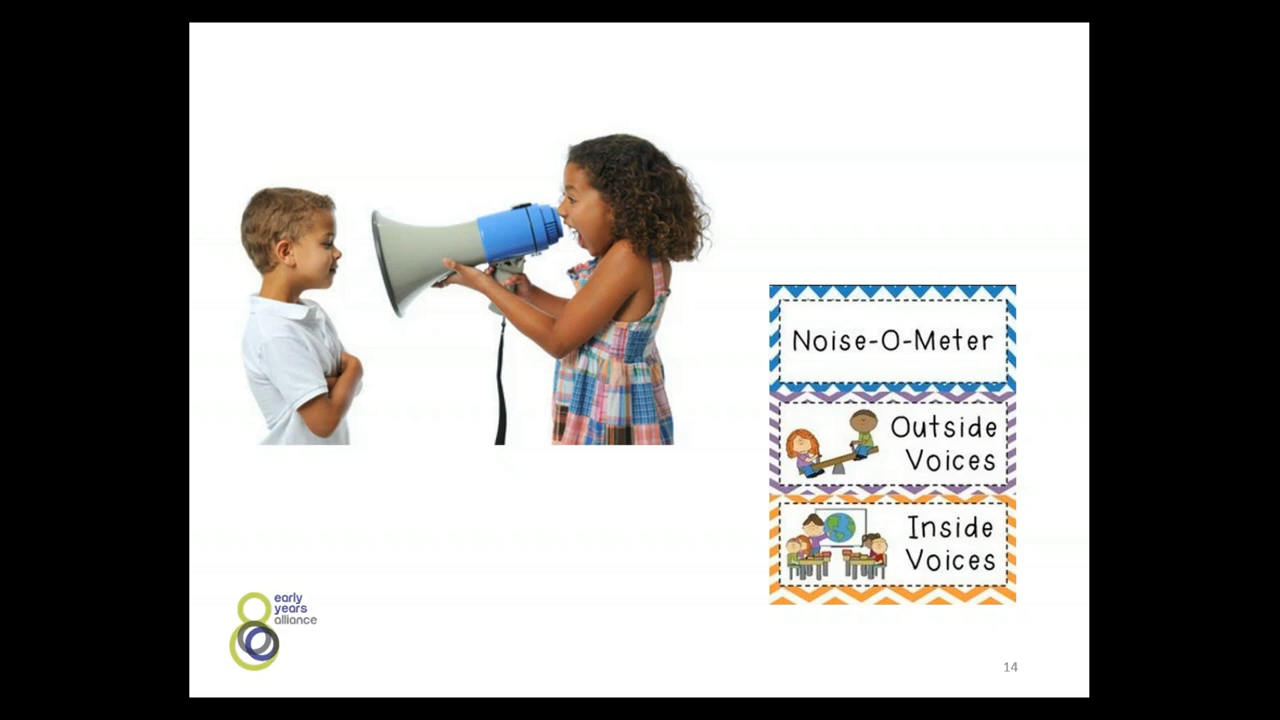 Noise-O-Meter
Outside
Voices
Inside
Voices
early
years
alliance
14